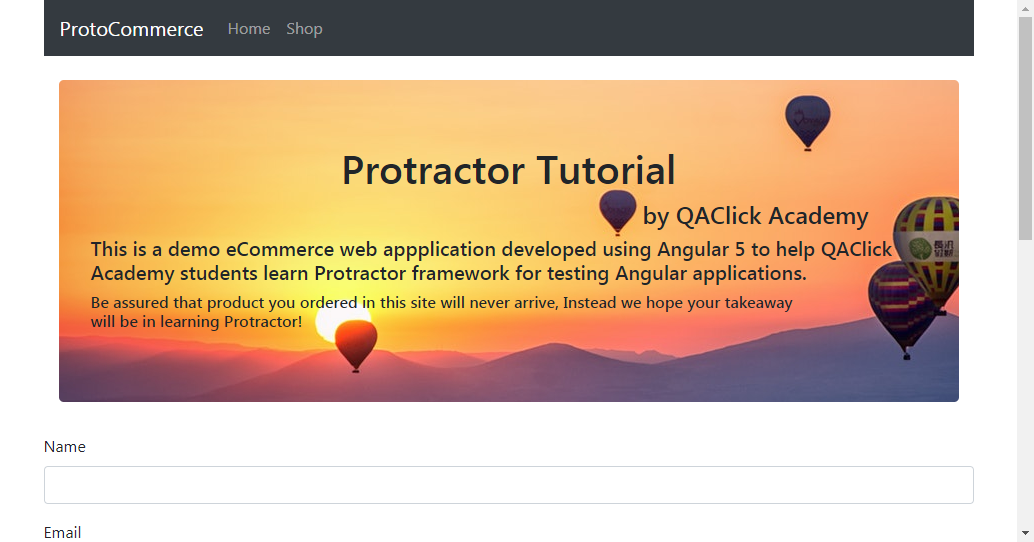 ProtoCommerce Home Shop
Protractor Tutorial
by QAClick Academy
This is a demo eCommerce web appplication developed using Angular 5 to help QAClick
Academy students learn Protractor framework for testing Angular applications.
Be assured that product you ordered in this site will never arrive, Instead we hope your takeaway
will be in learning Protractor!
Name
Email